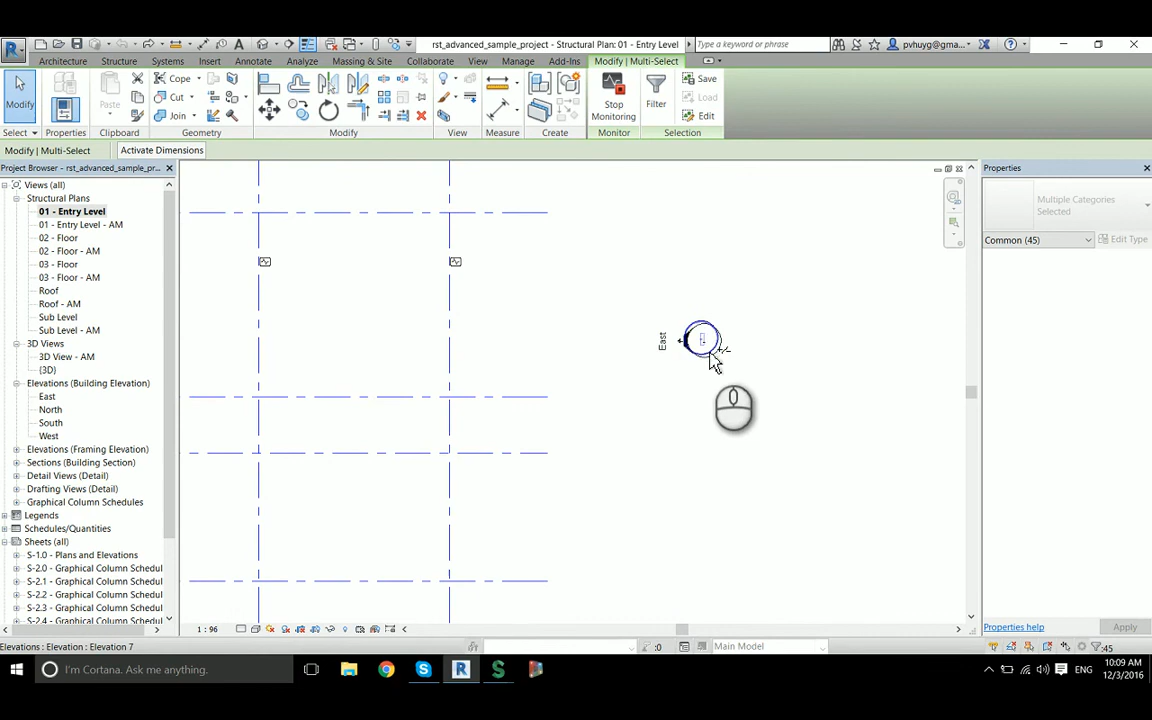 rst_advanced_sample_project - Structural Plan: 01 - Entry Level
Type a keyword or phrase
pvhuyg@gma...
Architecture Structure Systems Insert Annotate Analyze Massing & Site Collaborate View Manage Add-Ins Modify | Multi-Select
Modify
Paste
Cope
Cut
Join
Stop
Monitoring
Filter
Save
Load
Edit
Select Properties Clipboard Geometry Modify View Measure Create Monitor Selection
Modify | Multi-Select
Activate Dimensions
Project Browser - rst_advanced_sample_pr...
Views (all)
Structural Plans
01 - Entry Level
01 - Entry Level - AM
02 - Floor
02 - Floor - AM
03 - Floor
03 - Floor - AM
Roof
Roof - AM
Sub Level
Sub Level - AM
3D Views
3D View - AM
{3D}
Elevations (Building Elevation)
East
North
South
West
Elevations (Framing Elevation)
Sections (Building Section)
Detail Views (Detail)
Drafting Views (Detail)
Graphical Column Schedules
Legends
Schedules/Quantities
Sheets (all)
S-1.0 - Plans and Elevations
S-2.0 - Graphical Column Schedul
S-2.1 - Graphical Column Schedul
S-2.2 - Graphical Column Schedul
S-2.3 - Graphical Column Schedul
S-2.4 - Graphical Column Schedul
East
Properties
Multiple Categories
Selected
Common (45)
Edit Type
Properties help
Apply
1 : 96
Elevations : Elevation : Elevation 7
:0
Main Model
:45
I'm Cortana. Ask me anything.
ENG
10:09 AM
12/3/2016